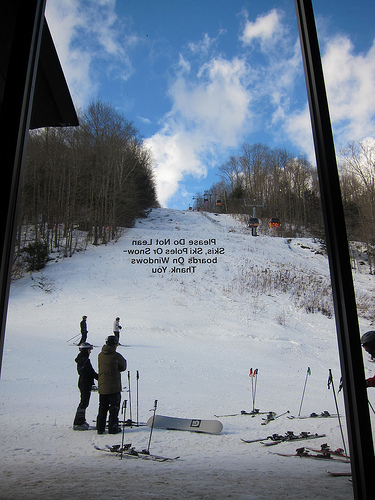 Please Do Not Lean
Skis, Ski Poles Or Snow-
boards On Windows
Thank You